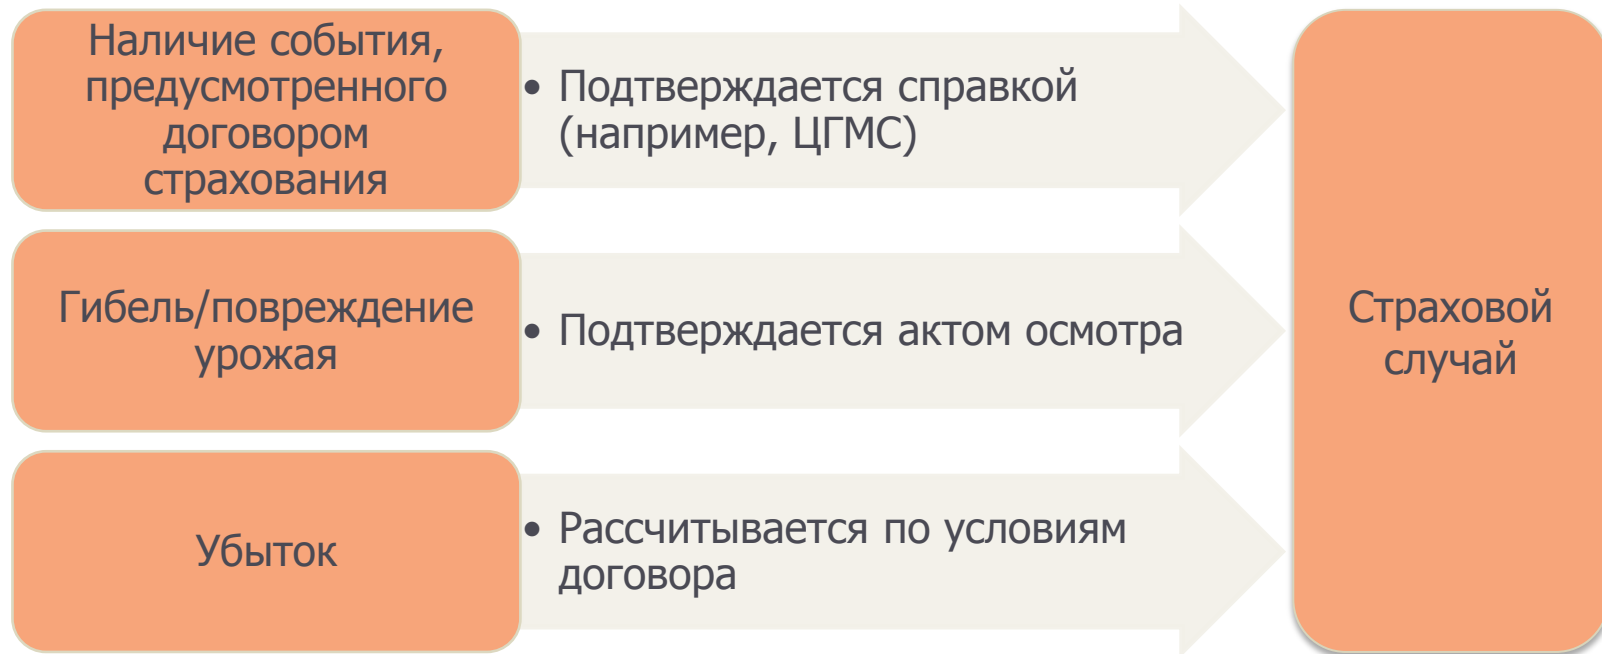 Наличие события,
предусмотренного
договором
страхования
• Подтверждается справкой
(например, ЦГМС)
Гибель/повреждение
урожая
• Подтверждается актом осмотра
Убыток
• Рассчитывается по условиям
договора
Страховой
случай